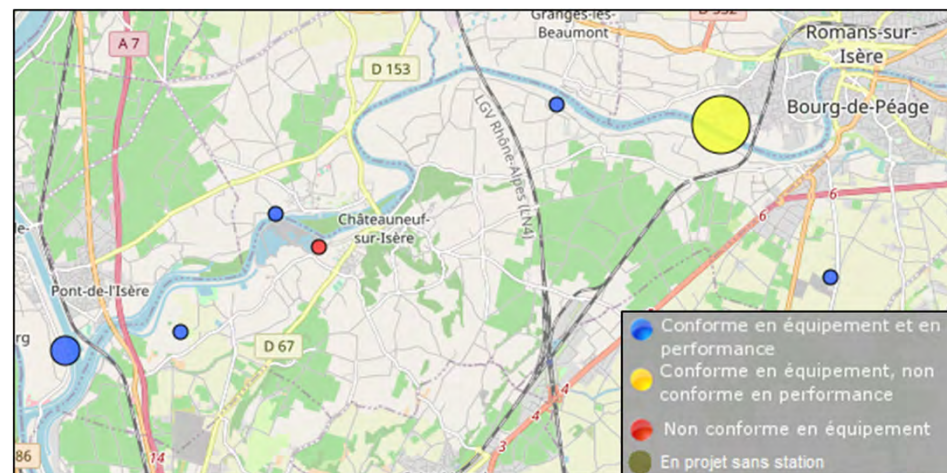 Granges-les-
Beaumont
D 532
Romans-sur-
Isère
A 7
D 153
Bourg-de-Péage
LGV Rhône-Alpes (LN4)
6
6
Châteauneuf-
sur-Isère
Pont-de-l'Isère
D 67
4
4
3
14
86
rg
Conforme en équipement et en
performance
Conforme en équipement, non
conforme en performance
Non conforme en équipement
En projet sans station